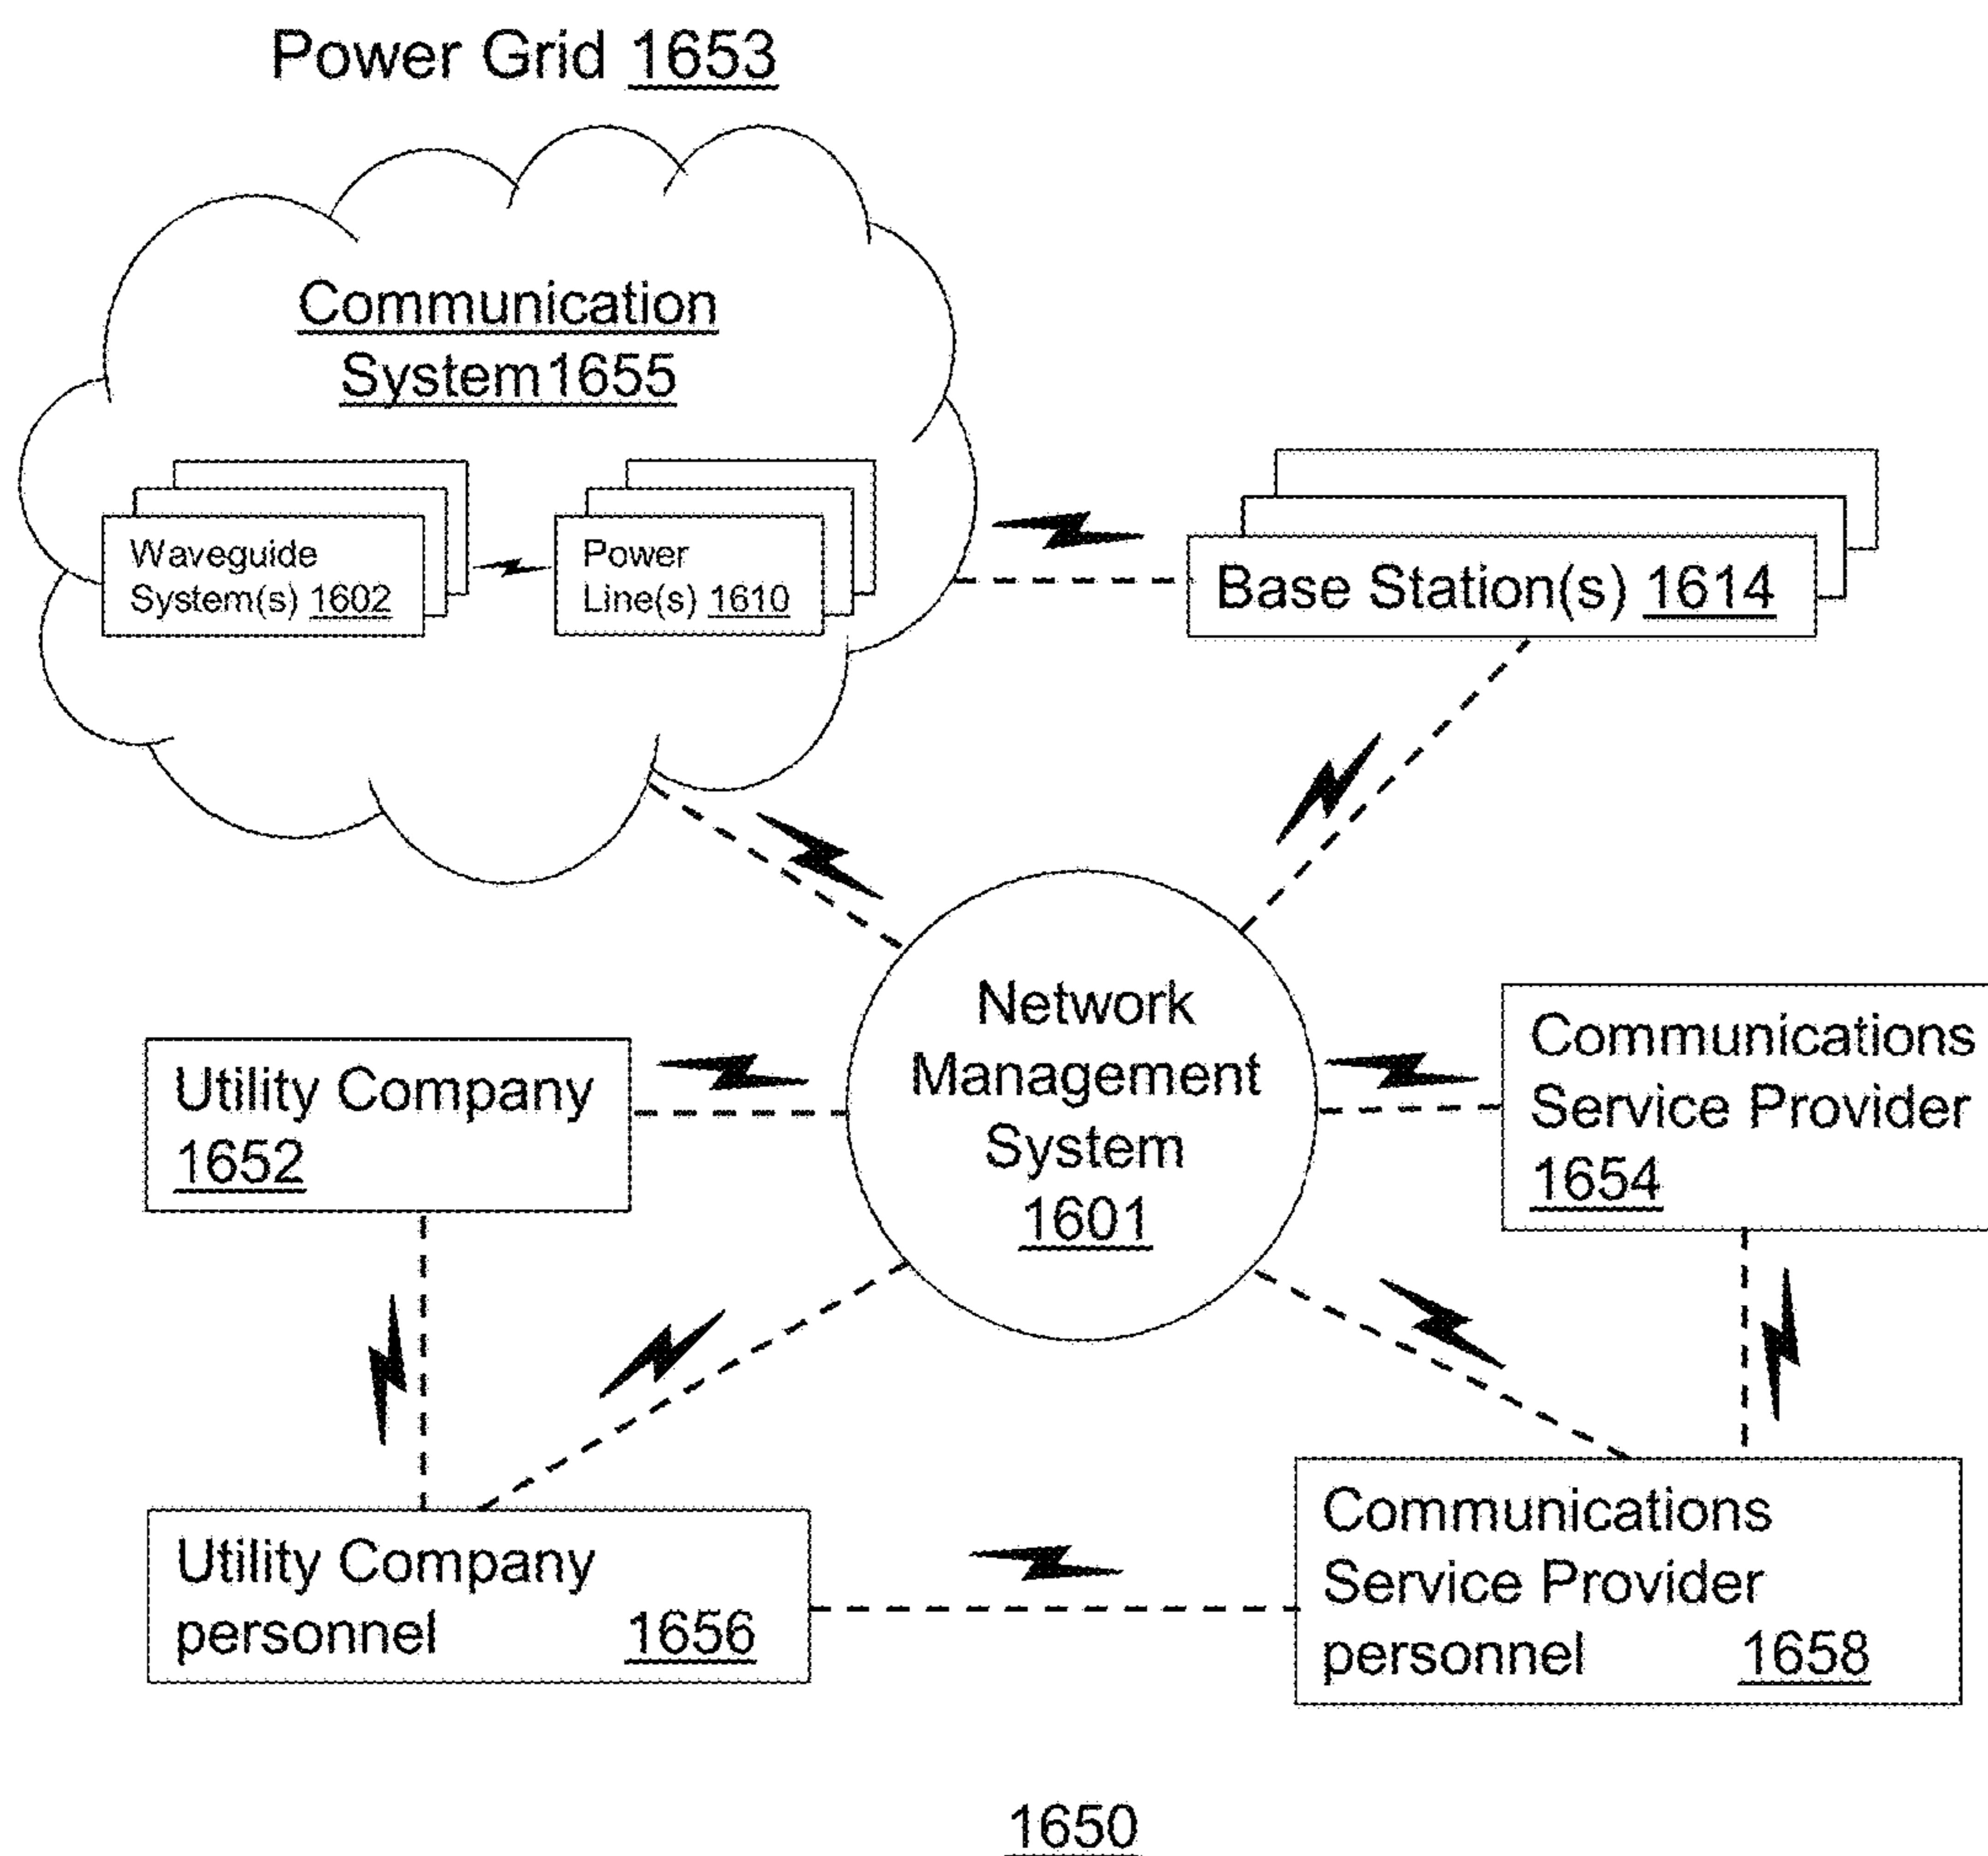 Power Grid 1653
Communication
System1655
Waveguide
System(s) 1602
Power
Line(s) 1610
Base Station(s) 1614
Network
Management
System
1601
Utility Company
1652
Communications
Service Provider
1654
Utility Company
personnel 1656
Communications
Service Provider
personnel 1658
1650